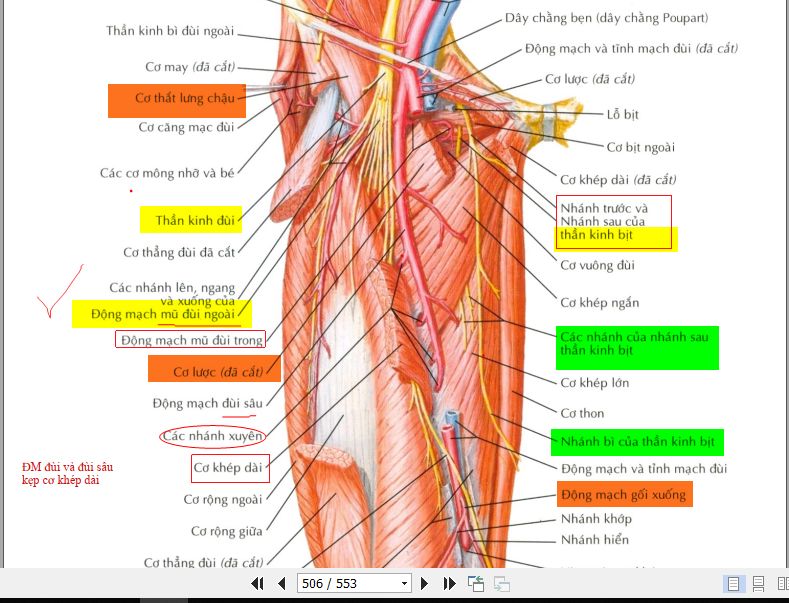 Thần kinh bì đùi ngoài
Cơ may (đã cắt)
Cơ thắt lưng chậu
Cơ căng mạc đùi
Các cơ mông nhỡ và bé
Thần kinh đùi
Cơ thẳng đùi đã cắt
Các nhánh lên, ngang
và xuống của
Động mạch mũ đùi ngoài
Động mạch mũ đùi trong
Cơ lược (đã cắt)
Động mạch đùi sâu
Các nhánh xuyên
Cơ khép dài
Cơ rộng ngoài
Cơ rộng giữa
Cơ thẳng đùi (đã cắt)
ĐM đùi và đùi sâu
kẹp cơ khép dài
Dây chằng bẹn (dây chằng Poupart)
Động mạch và tĩnh mạch đùi (đã cắt)
Cơ lược (đã cắt)
Lỗ bịt
Cơ bịt ngoài
Cơ khép dài (đã cắt)
Nhánh trước và
Nhánh sau của
thần kinh bịt
Cơ vuông đùi
Cơ khép ngắn
Các nhánh của nhánh sau
thần kinh bịt
Cơ khép lớn
Cơ thon
Nhánh bì của thần kinh bịt
Động mạch và tỉnh mạch đùi
Động mạch gối xuống
Nhánh khớp
Nhánh hiển
506 / 553